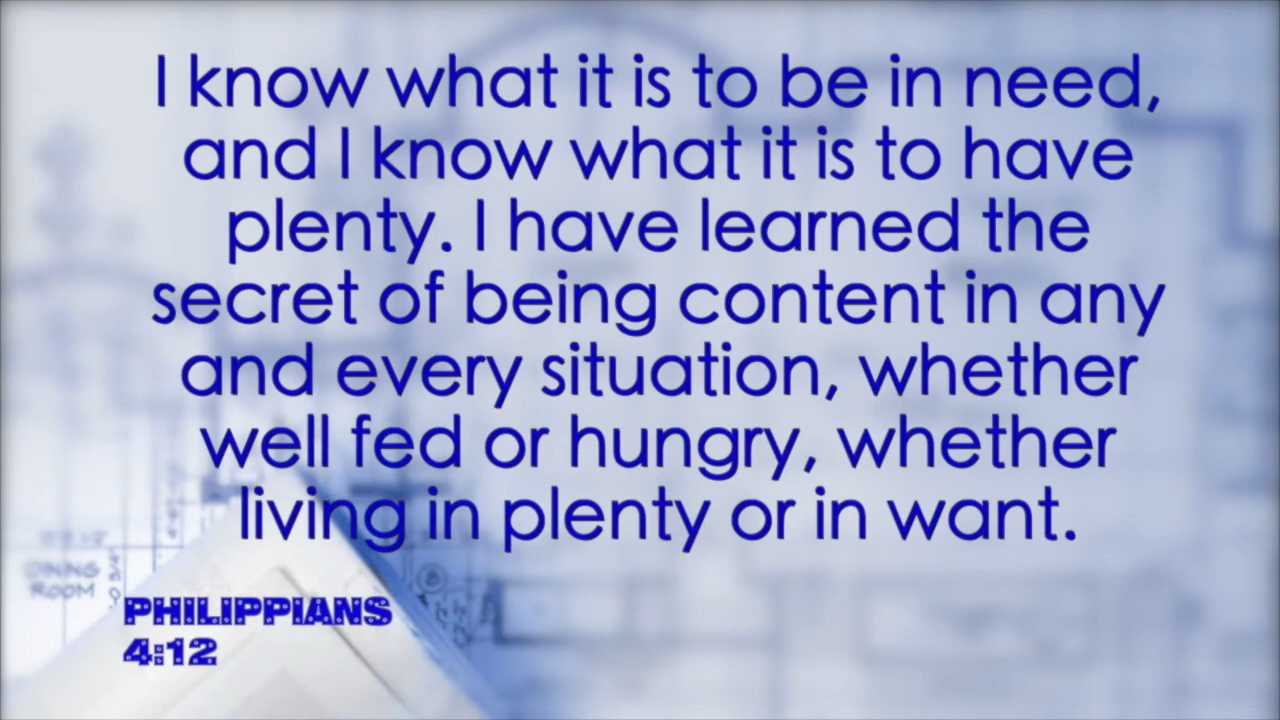 I know what it is to be in need,
and I know what it is to have
plenty. I have learned the
secret of being content in any
and every situation, whether
well fed or hungry, whether
living in plenty or in want.
DINING
ROOM
PHILIPPIANS
4:12